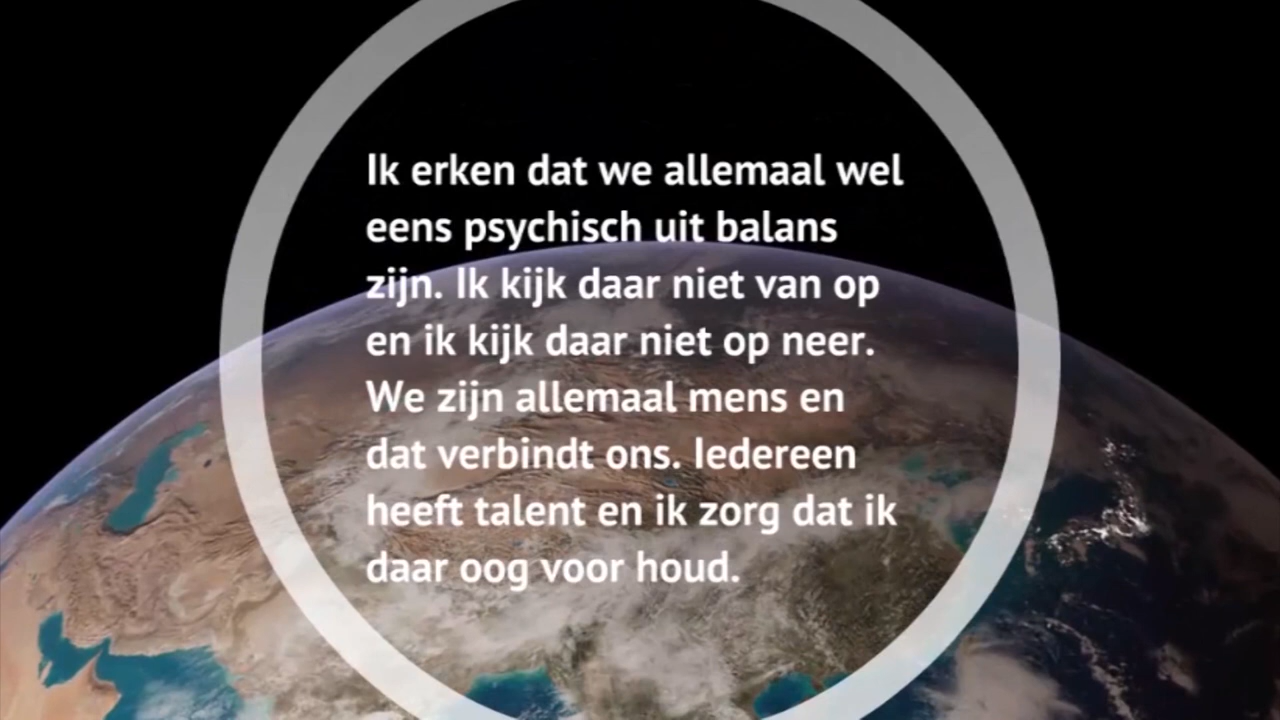 Ik erken dat we allemaal wel
eens psychisch uit balans
zijn. Ik kijk daar niet van op
en ik kijk daar niet op neer.
We zijn allemaal mens en
dat verbindt ons. Iedereen
heeft talent en ik zorg dat ik
daar oog voor houd.